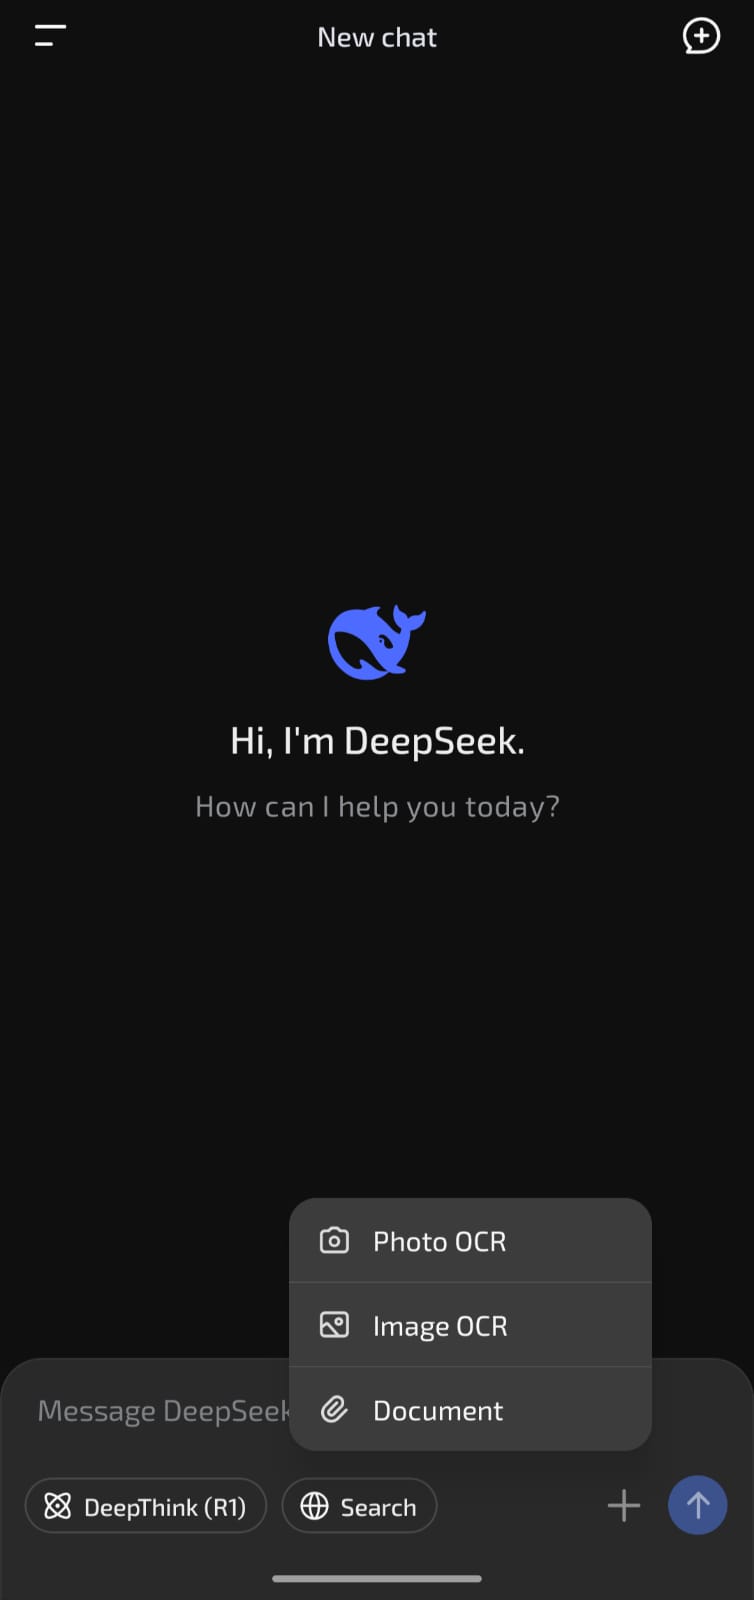 New chat
Hi, I'm DeepSeek.
How can I help you today?
Photo OCR
Image OCR
Message DeepSeek
Document
DeepThink (R1)
Search